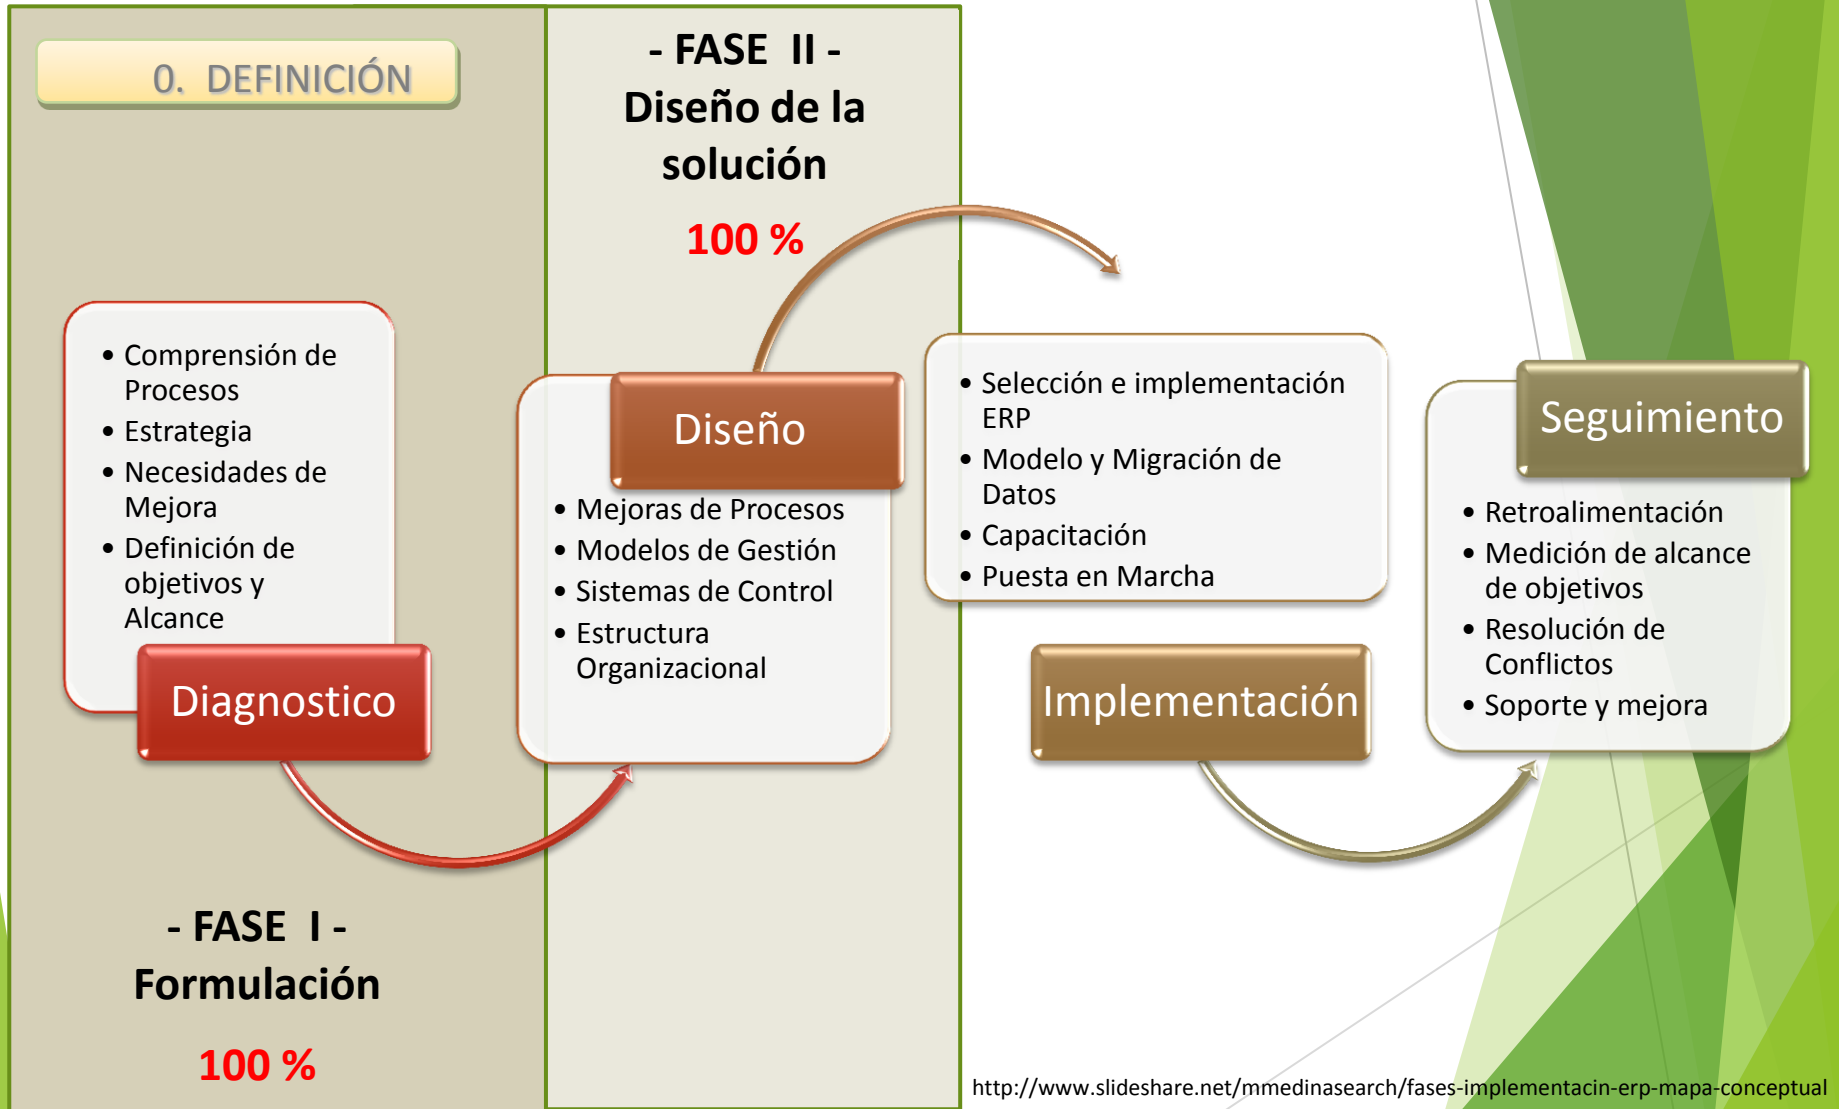 0. DEFINICIÓN
- FASE II -
Diseño de la
solución
100 %
• Comprensión de
Procesos
• Estrategia
• Necesidades de
Mejora
• Definición de
objetivos y
Alcance
Diagnostico
- FASE I -
Formulación
100 %
Diseño
• Mejoras de Procesos
• Modelos de Gestión
• Sistemas de Control
• Estructura
Organizacional
• Selección e implementación
ERP
• Modelo y Migración de
Datos
• Capacitación
• Puesta en Marcha
Implementación
Seguimiento
• Retroalimentación
• Medición de alcance
de objetivos
• Resolución de
Conflictos
• Soporte y mejora
http://www.slideshare.net/mmedinasearch/fases-implementacin-erp-mapa-conceptual